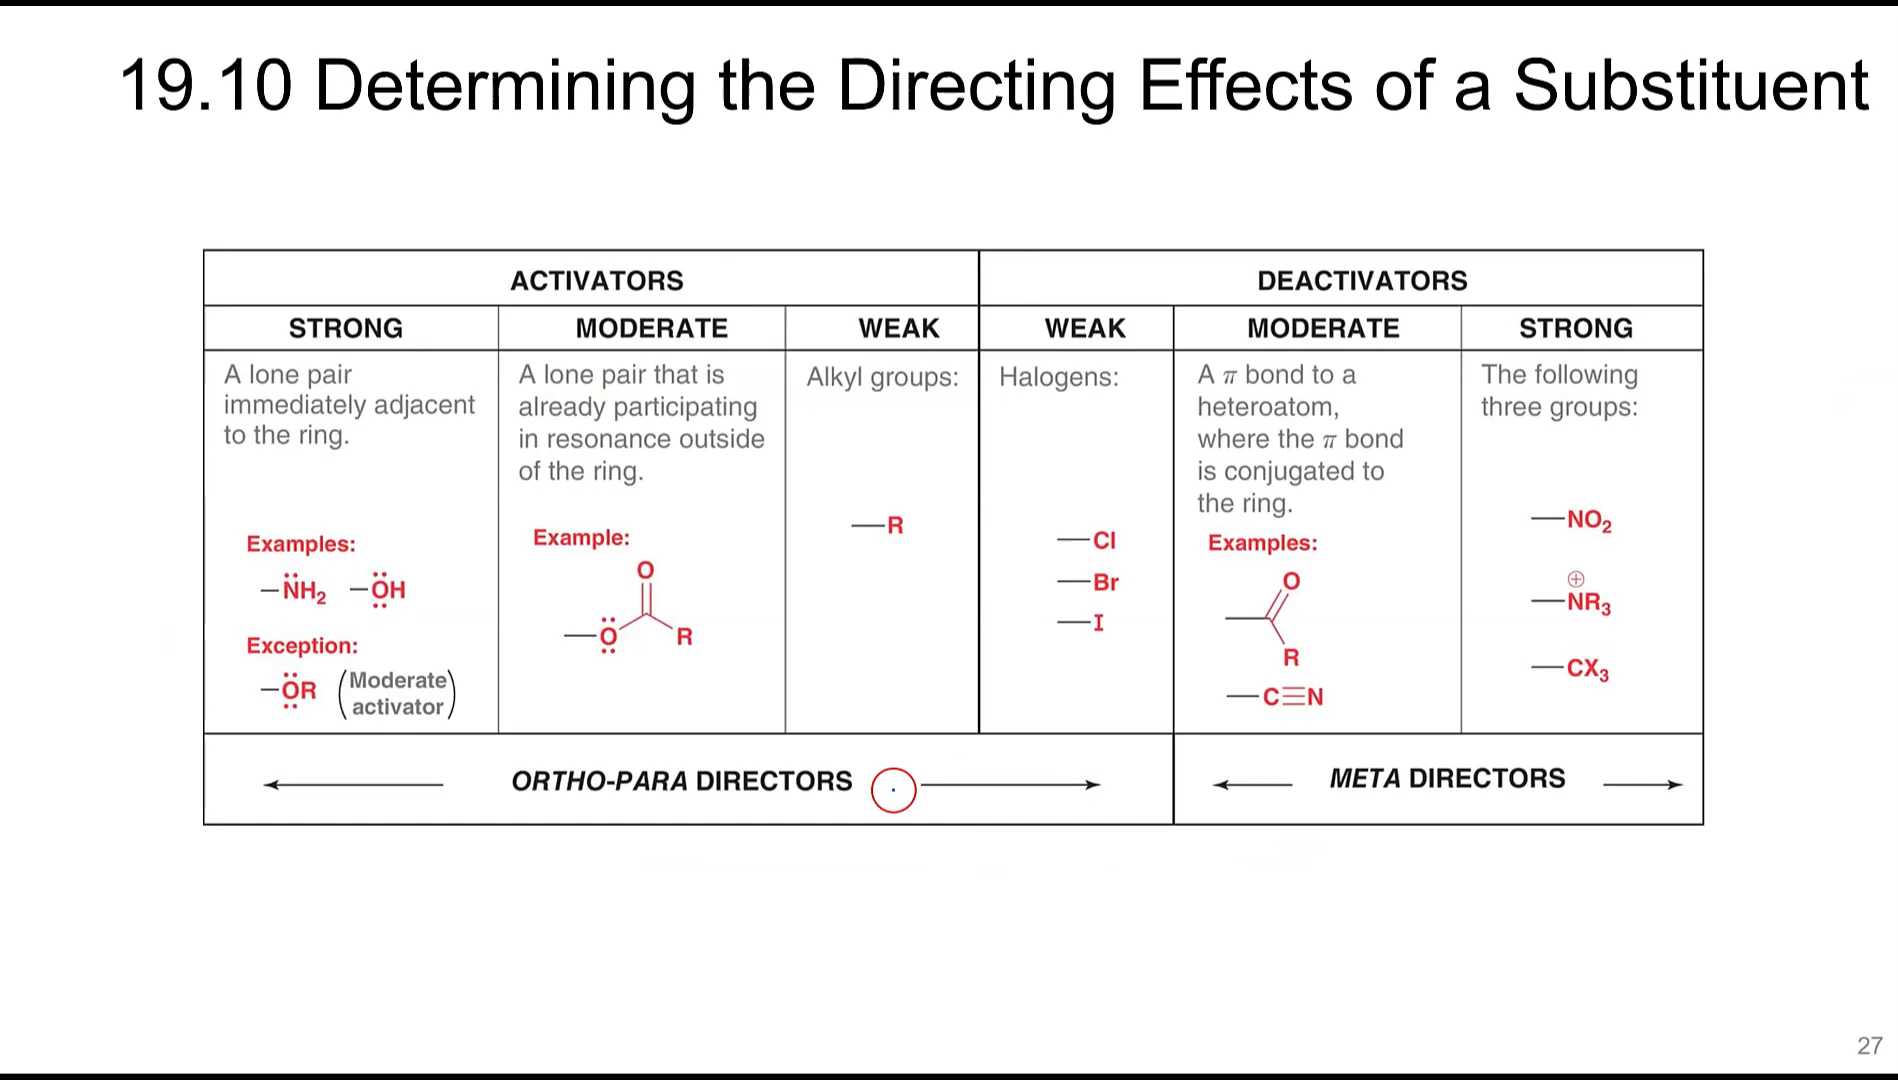 19.10 Determining the Directing Effects of a Substituent
ACTIVATORS
DEACTIVATORS
STRONG
MODERATE
WEAK
WEAK
MODERATE
STRONG
A lone pair
immediately adjacent
to the ring.
Examples:
–N̈H₂ –ÖH
Exception:
–ÖR (Moderate
activator)
A lone pair that is
already participating
in resonance outside
of the ring.
Example:
O
–O
R
Alkyl groups:
—R
Halogens:
—Cl
—Br
—I
A π bond to a
heteroatom,
where the π bond
is conjugated to
the ring.
Examples:
O
R
—C≡N
The following
three groups:
—NO₂
⊕
—NR₃
—CX₃
ORTHO-PARA DIRECTORS
META DIRECTORS
27